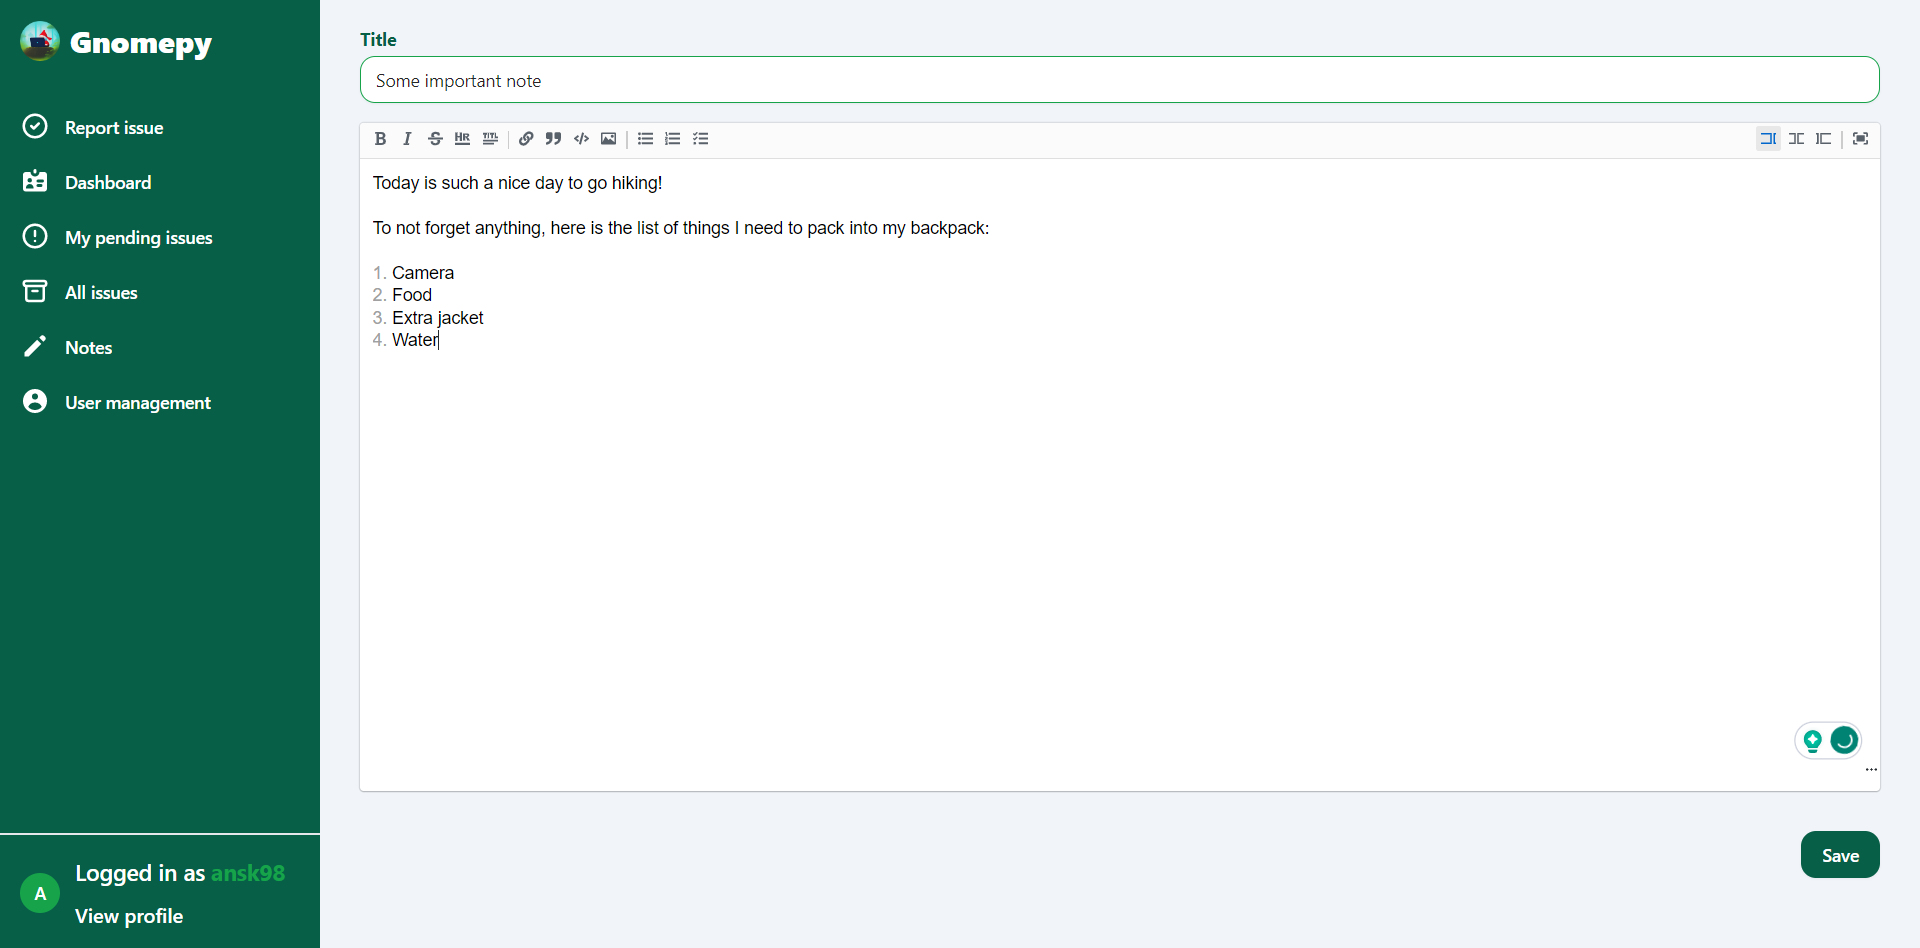 Gnomepy
Report issue
Dashboard
My pending issues
All issues
Notes
User management
Logged in as ansk98
A
View profile
Title
Some important note
B I S HR TITL
Today is such a nice day to go hiking!
To not forget anything, here is the list of things I need to pack into my backpack:
1. Camera
2. Food
3. Extra jacket
4. Water
Save